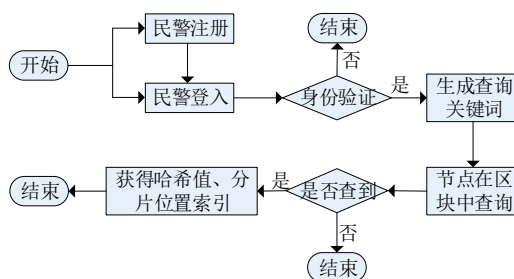 结束
民警注册
否
开始
民警登入
身份验证
是
生成查询
关键词
结束
获得哈希值、分
片位置索引
是
是否查到
节点在区
块中查询
否
结束